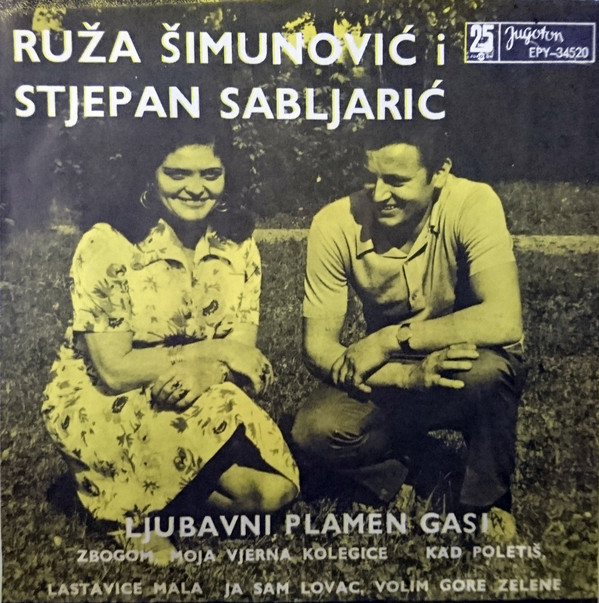 RUŽA ŠIMUNOVIĆ i
STJEPAN SABLJARIĆ
25
Jugoton
EPY-34520
LJUBAVNI PLAMEN GASI
ZBOGOM, MOJA VJERNA KOLEGICE KAD POLETIŠ,
LASTAVICE MALA JA SAM LOVAC, VOLIM GORE ZELENE